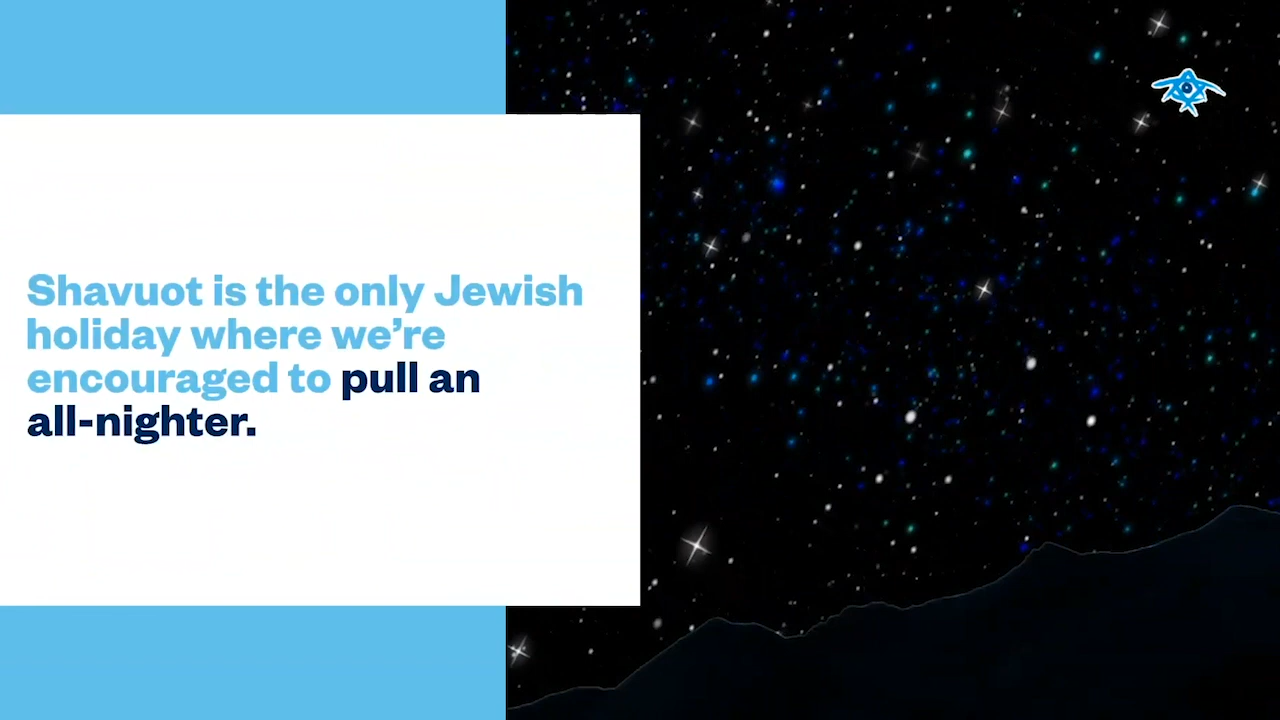 Shavuot is the only Jewish
holiday where we’re
encouraged to pull an
all-nighter.